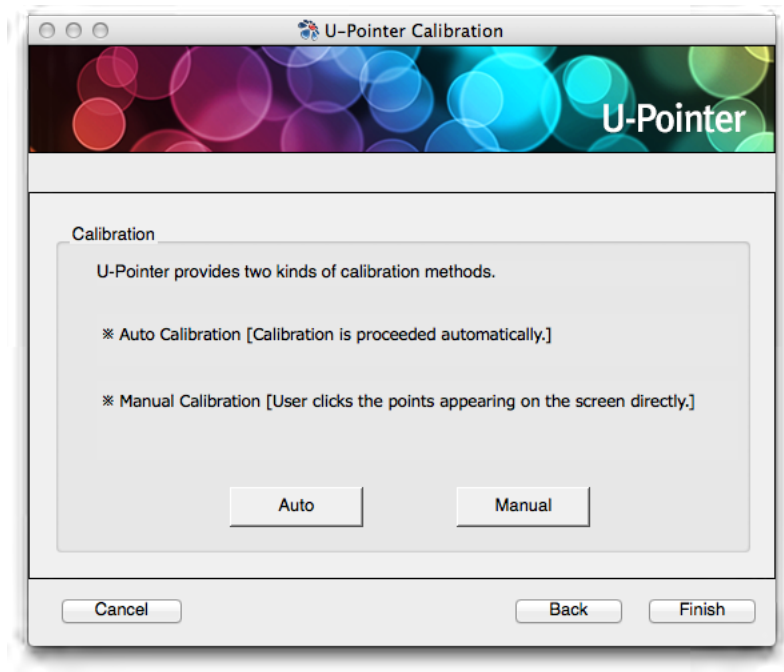 U-Pointer Calibration
U-Pointer
Calibration
U-Pointer provides two kinds of calibration methods.
※ Auto Calibration [Calibration is proceeded automatically.]
※ Manual Calibration [User clicks the points appearing on the screen directly.]
Auto Manual
Cancel Back Finish